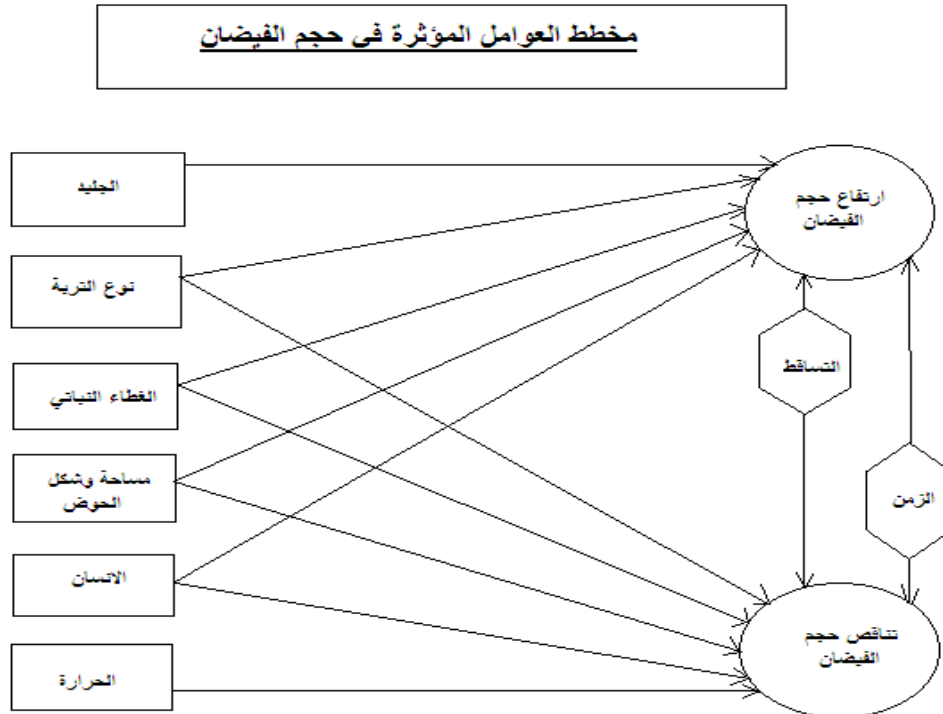 مخطط العوامل المؤثرة في حجم الفيضان
الجليد
ارتفاع حجم
الفيضان
نوع التربة
التساقط
الغطاء النباتي
مساحة وشكل
الحوض
الزمن
الانسان
تناقص حجم
الفيضان
الحرارة